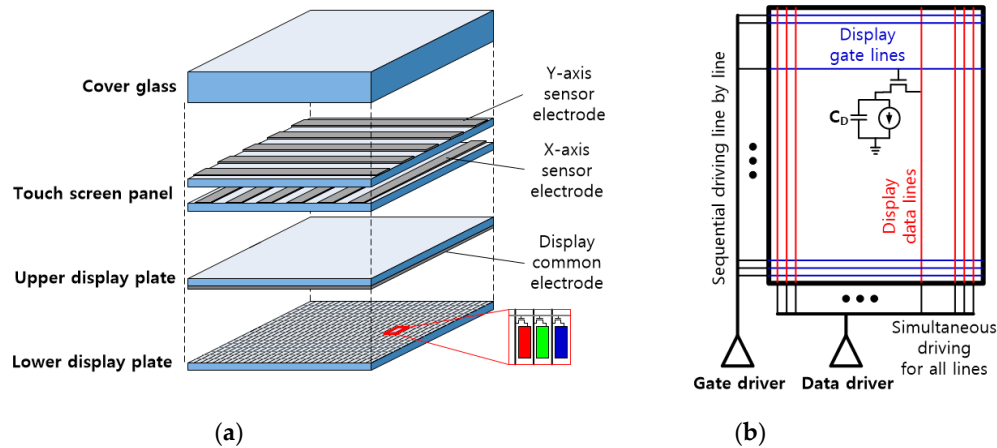 Cover glass
Y-axis
sensor
electrode
X-axis
sensor
electrode
Touch screen panel
Display
common
electrode
Upper display plate
Lower display plate
(a)
Sequential driving line by line
Display
gate lines
C_D
Display
data lines
Simultaneous
driving
for all lines
Gate driver
Data driver
(b)